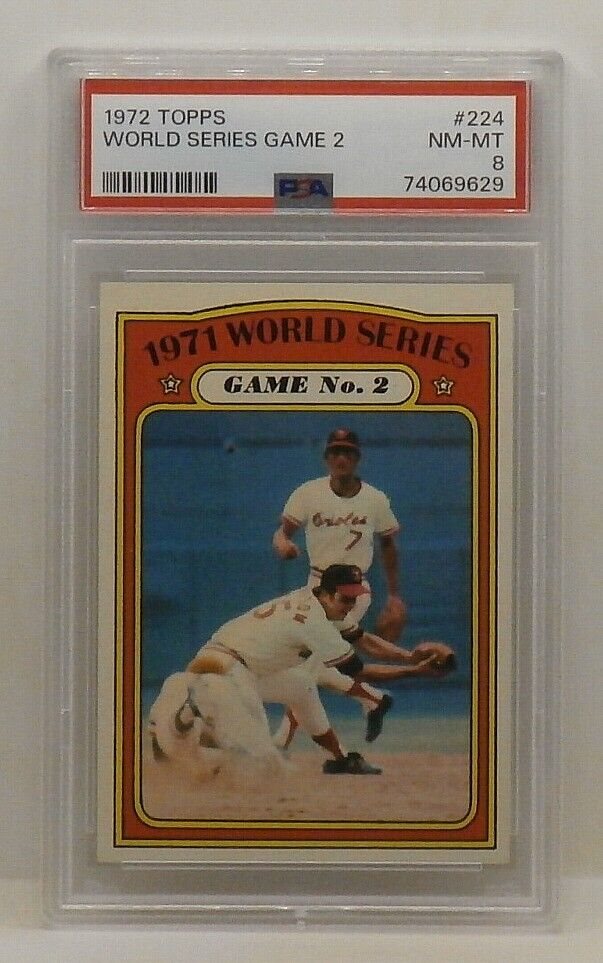 1972 TOPPS #224
WORLD SERIES GAME 2 NM-MT
8
PSA 74069629
1971 WORLD SERIES
GAME No. 2
Orioles
7